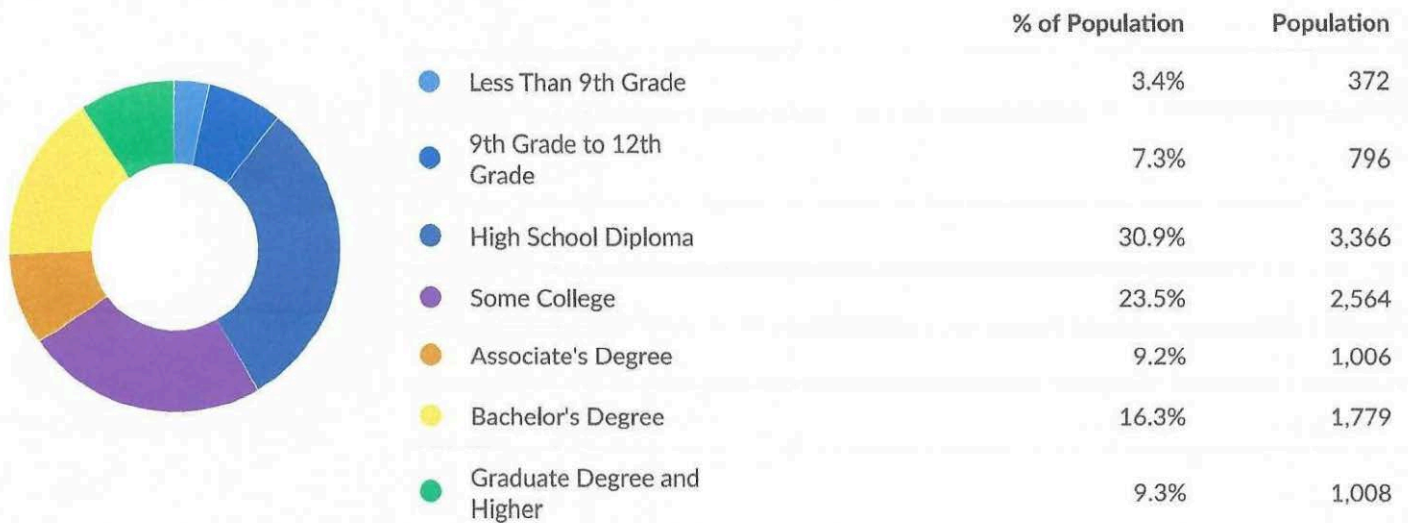 % of Population Population
Less Than 9th Grade 3.4% 372
9th Grade to 12th
Grade 7.3% 796
High School Diploma 30.9% 3,366
Some College 23.5% 2,564
Associate's Degree 9.2% 1,006
Bachelor's Degree 16.3% 1,779
Graduate Degree and
Higher 9.3% 1,008